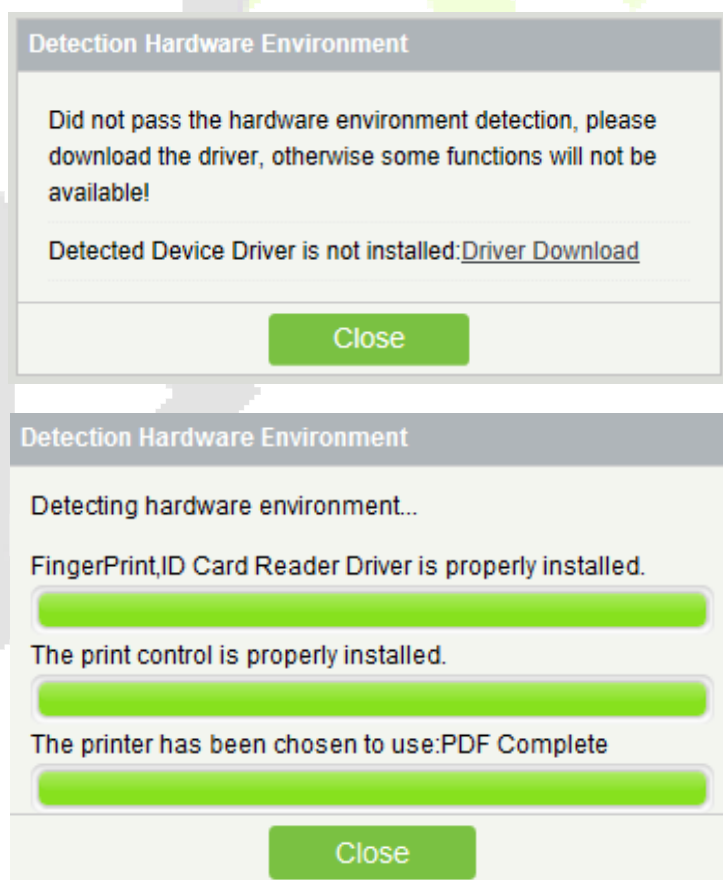 Detection Hardware Environment
Did not pass the hardware environment detection, please
download the driver, otherwise some functions will not be
available!
Detected Device Driver is not installed:Driver Download
Close
Detection Hardware Environment
Detecting hardware environment...
FingerPrint,ID Card Reader Driver is properly installed.
The print control is properly installed.
The printer has been chosen to use:PDF Complete
Close